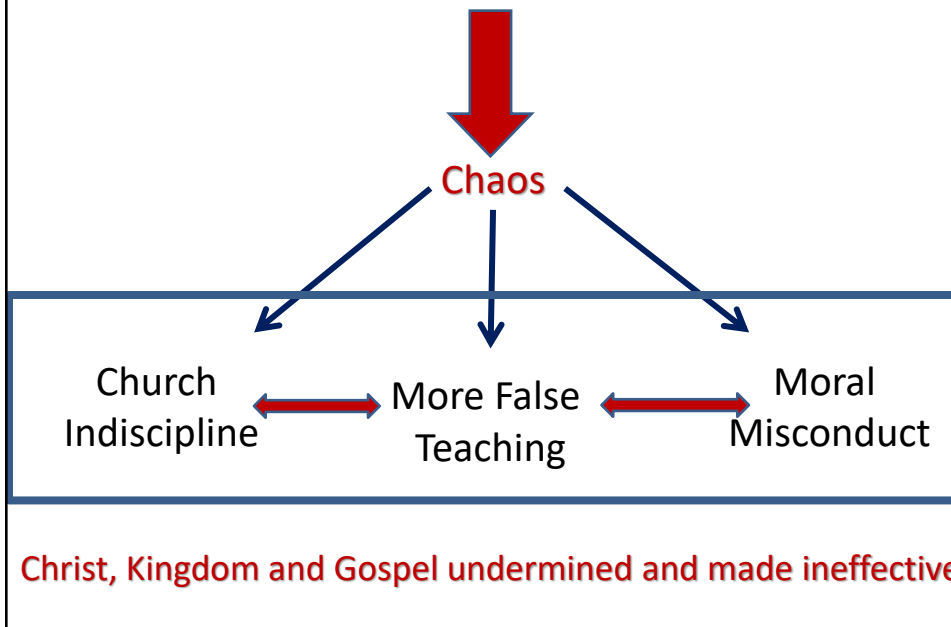 Chaos
Church
Indiscipline
More False
Teaching
Moral
Misconduct
Christ, Kingdom and Gospel undermined and made ineffective